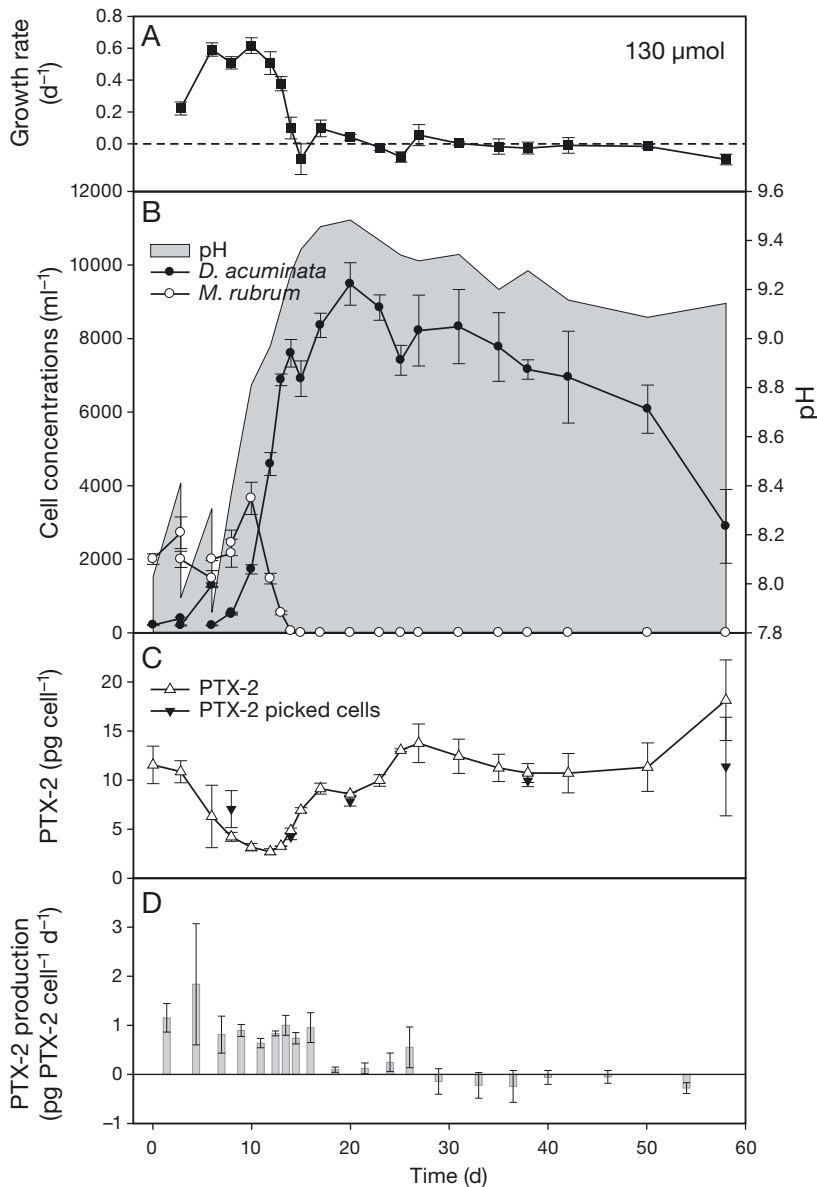 A
130 µmol
Growth rate
(d⁻¹)
0.8
0.6
0.4
0.2
0.0
B
pH
D. acuminata
M. rubrum
Cell concentrations (ml⁻¹)
12000
10000
8000
6000
4000
2000
0
pH
9.6
9.4
9.2
9.0
8.8
8.6
8.4
8.2
8.0
7.8
C
PTX-2
PTX-2 picked cells
PTX-2 (pg cell⁻¹)
20
15
10
5
0
D
PTX-2 production
(pg PTX-2 cell⁻¹ d⁻¹)
3
2
1
0
–1
0 10 20 30 40 50 60
Time (d)